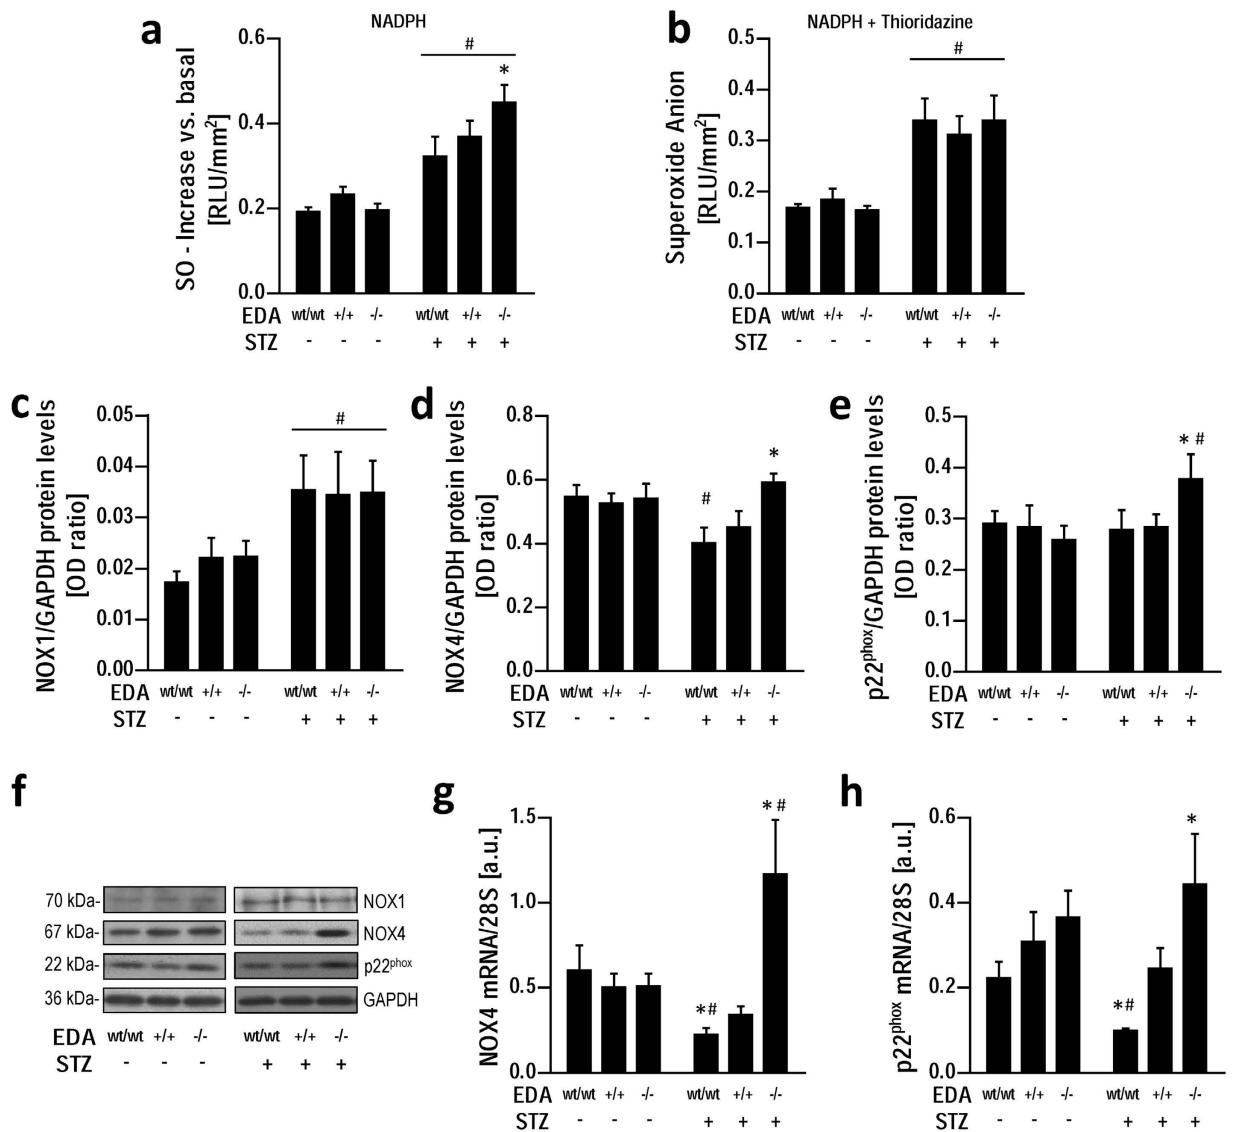 a
NADPH
SO - Increase vs. basal
[RLU/mm²]
0.6
0.4
0.2
0.0
#
*
EDA wt/wt +/+ -/- wt/wt +/+ -/-
STZ - - - + + +
b
NADPH + Thioridazine
Superoxide Anion
[RLU/mm²]
0.5
0.4
0.3
0.2
0.1
0.0
#
EDA wt/wt +/+ -/- wt/wt +/+ -/-
STZ - - - + + +
c
NOX1/GAPDH protein levels
[OD ratio]
0.05
0.04
0.03
0.02
0.01
0.00
#
EDA wt/wt +/+ -/- wt/wt +/+ -/-
STZ - - - + + +
d
NOX4/GAPDH protein levels
[OD ratio]
0.8
0.6
0.4
0.2
0.0
#
*
EDA wt/wt +/+ -/- wt/wt +/+ -/-
STZ - - - + + +
e
p22phox/GAPDH protein levels
[OD ratio]
0.5
0.4
0.3
0.2
0.1
0.0
* #
EDA wt/wt +/+ -/- wt/wt +/+ -/-
STZ - - - + + +
f
70 kDa- NOX1
67 kDa- NOX4
22 kDa- p22phox
36 kDa- GAPDH
EDA wt/wt +/+ -/- wt/wt +/+ -/-
STZ - - - + + +
g
NOX4 mRNA/28S [a.u.]
1.5
1.0
0.5
0.0
*#
* #
EDA wt/wt +/+ -/- wt/wt +/+ -/-
STZ - - - + + +
h
p22phox mRNA/28S [a.u.]
0.6
0.4
0.2
0.0
*#
*
EDA wt/wt +/+ -/- wt/wt +/+ -/-
STZ - - - + + +